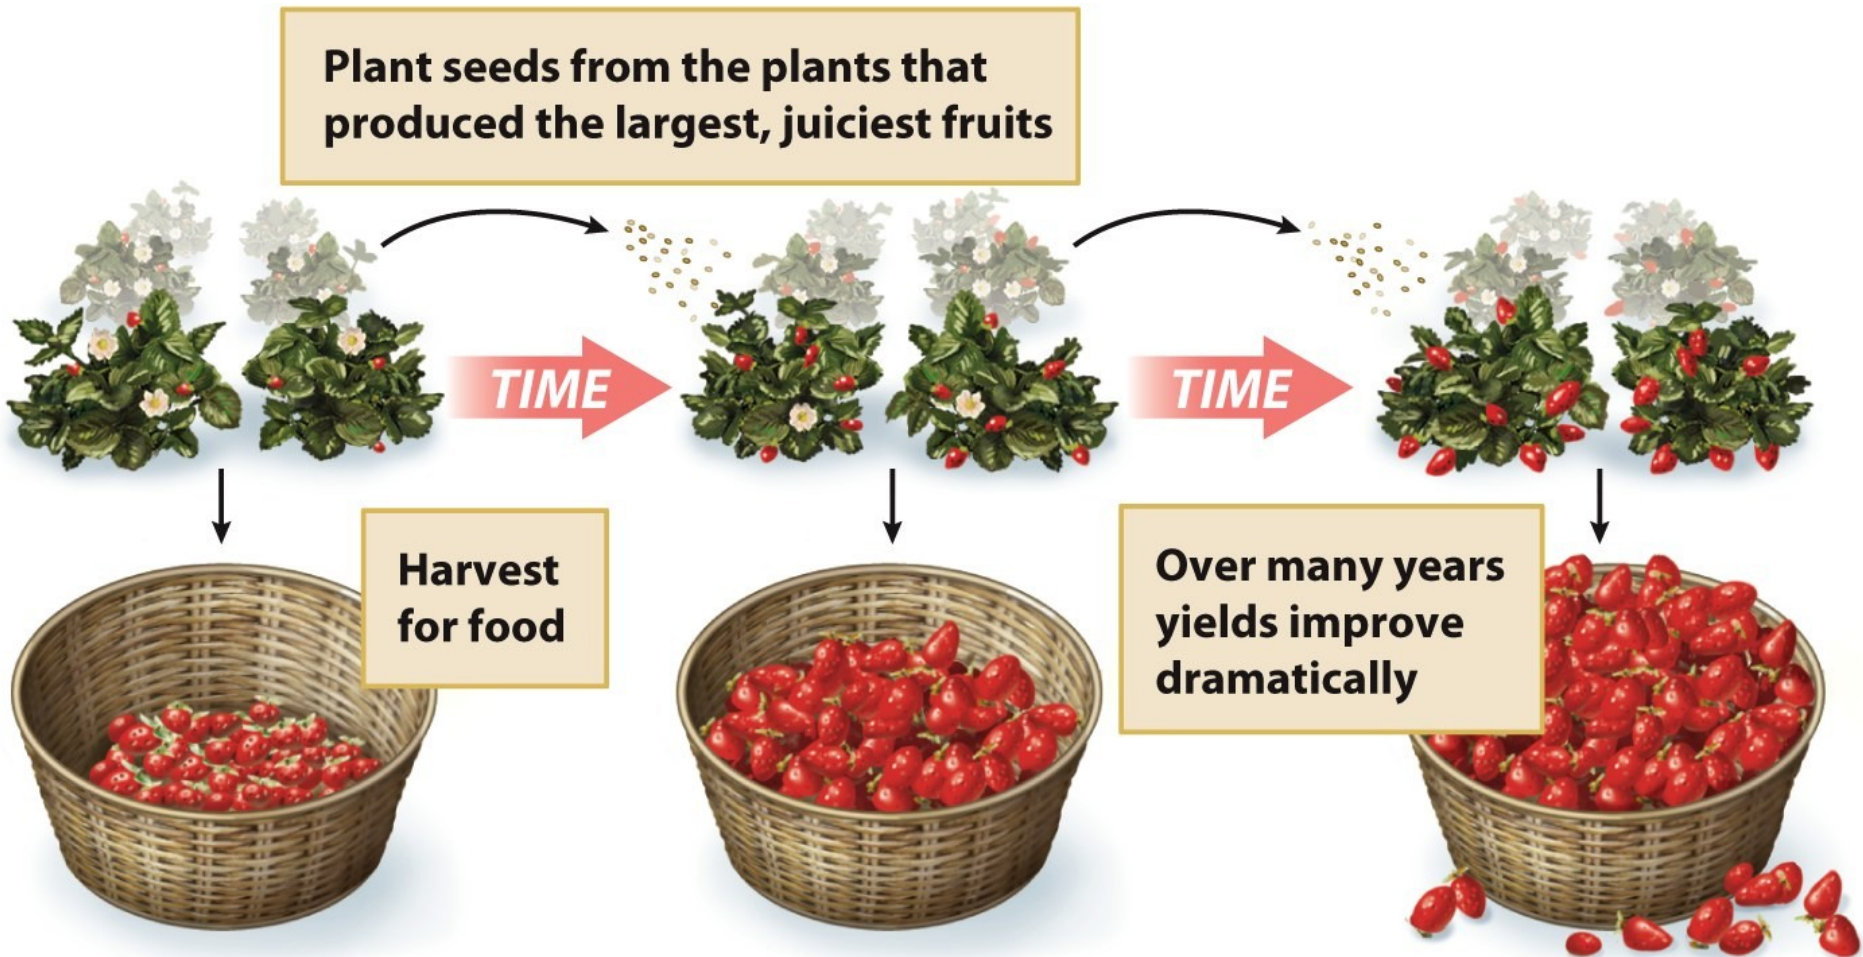 Plant seeds from the plants that
produced the largest, juiciest fruits
TIME
TIME
Harvest
for food
Over many years
yields improve
dramatically